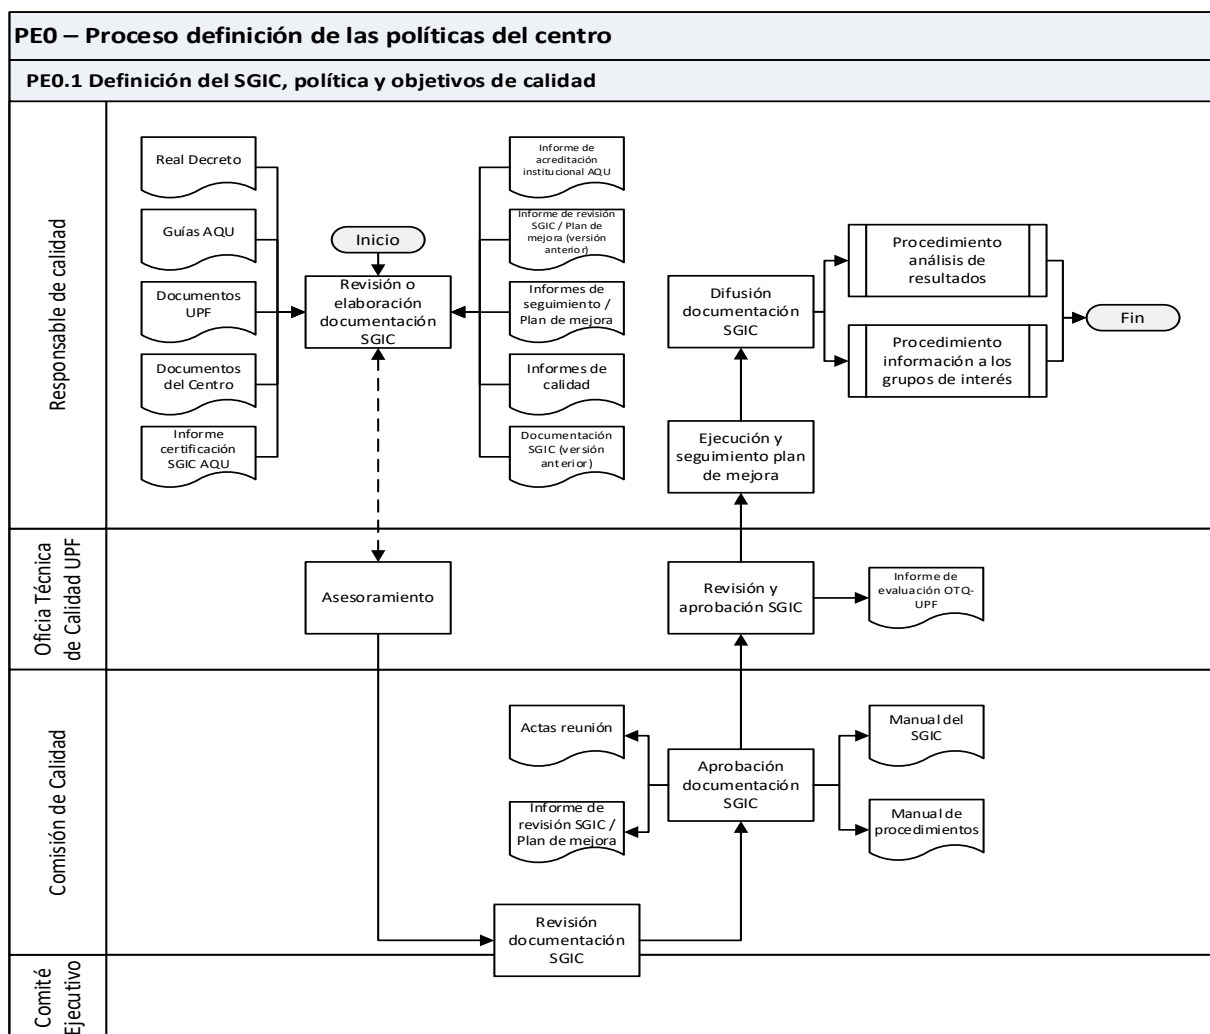 PE0 – Proceso definición de las políticas del centro
PE0.1 Definición del SGIC, política y objetivos de calidad
Responsable de calidad
Real Decreto
Guías AQU
Documentos
UPF
Documentos
del Centro
Informe
certificación
SGIC AQU
Inicio
Revisión o
elaboración
documentación
SGIC
Informe de
acreditación
institucional AQU
Informe de revisión
SGIC / Plan de
mejora (versión
anterior)
Informes de
seguimiento /
Plan de mejora
Informes de
calidad
Documentación
SGIC (versión
anterior)
Difusión
documentación
SGIC
Ejecución y
seguimiento plan
de mejora
Procedimiento
análisis de
resultados
Procedimiento
información a los
grupos de interés
Fin
Oficia Técnica
de Calidad UPF
Asesoramiento
Revisión y
aprobación SGIC
Informe de
evaluación OTQ-
UPF
Comisión de Calidad
Actas reunión
Informe de
revisión SGIC /
Plan de mejora
Aprobación
documentación
SGIC
Manual del
SGIC
Manual de
procedimientos
Revisión
documentación
SGIC
Comité
Ejecutivo